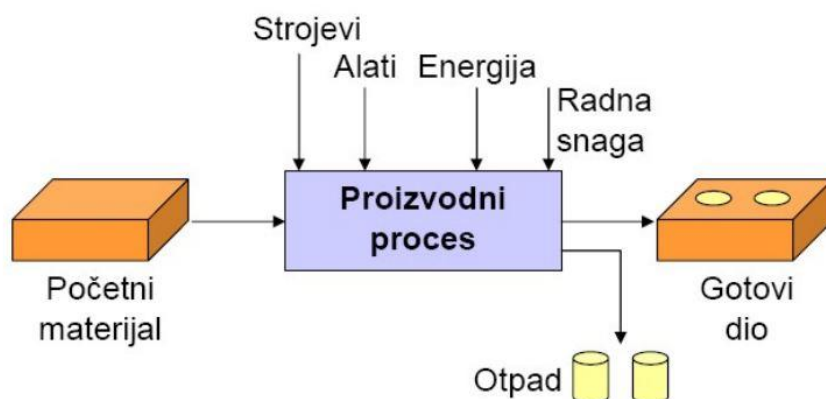 Strojevi
Alati Energija
Radna
snaga
Proizvodni
proces
Početni
materijal
Gotovi
dio
Otpad